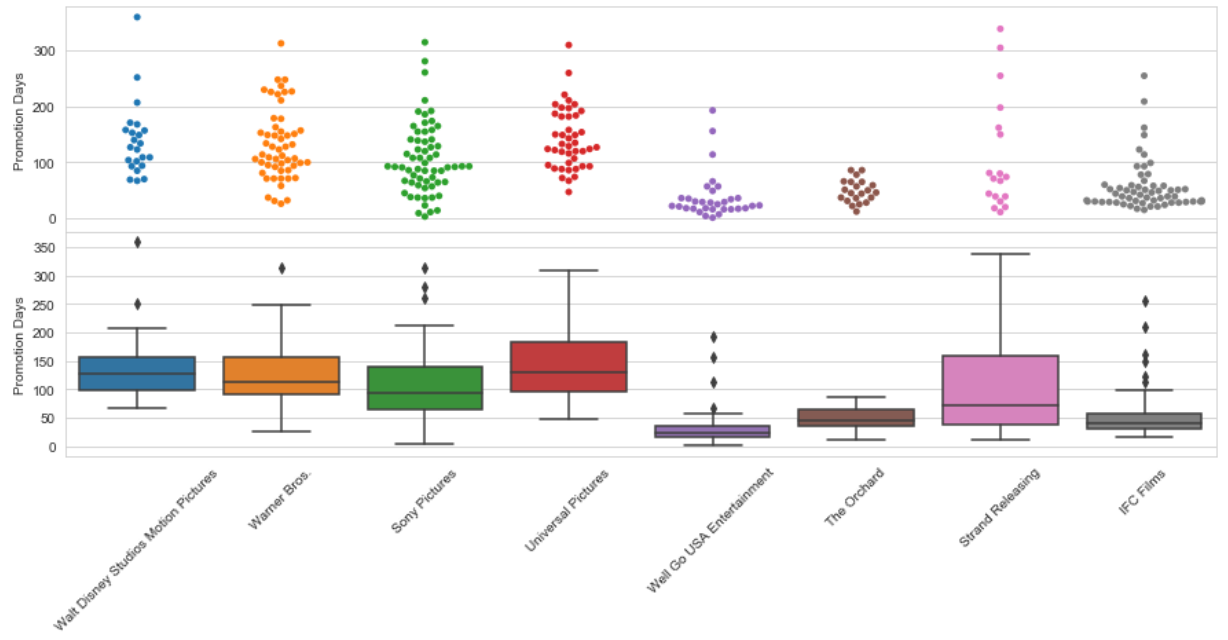 Promotion Days
300
200
100
0
Promotion Days
350
300
250
200
150
100
50
0
Walt Disney Studios Motion Pictures
Warner Bros.
Sony Pictures
Universal Pictures
Well Go USA Entertainment
The Orchard
Strand Releasing
IFC Films